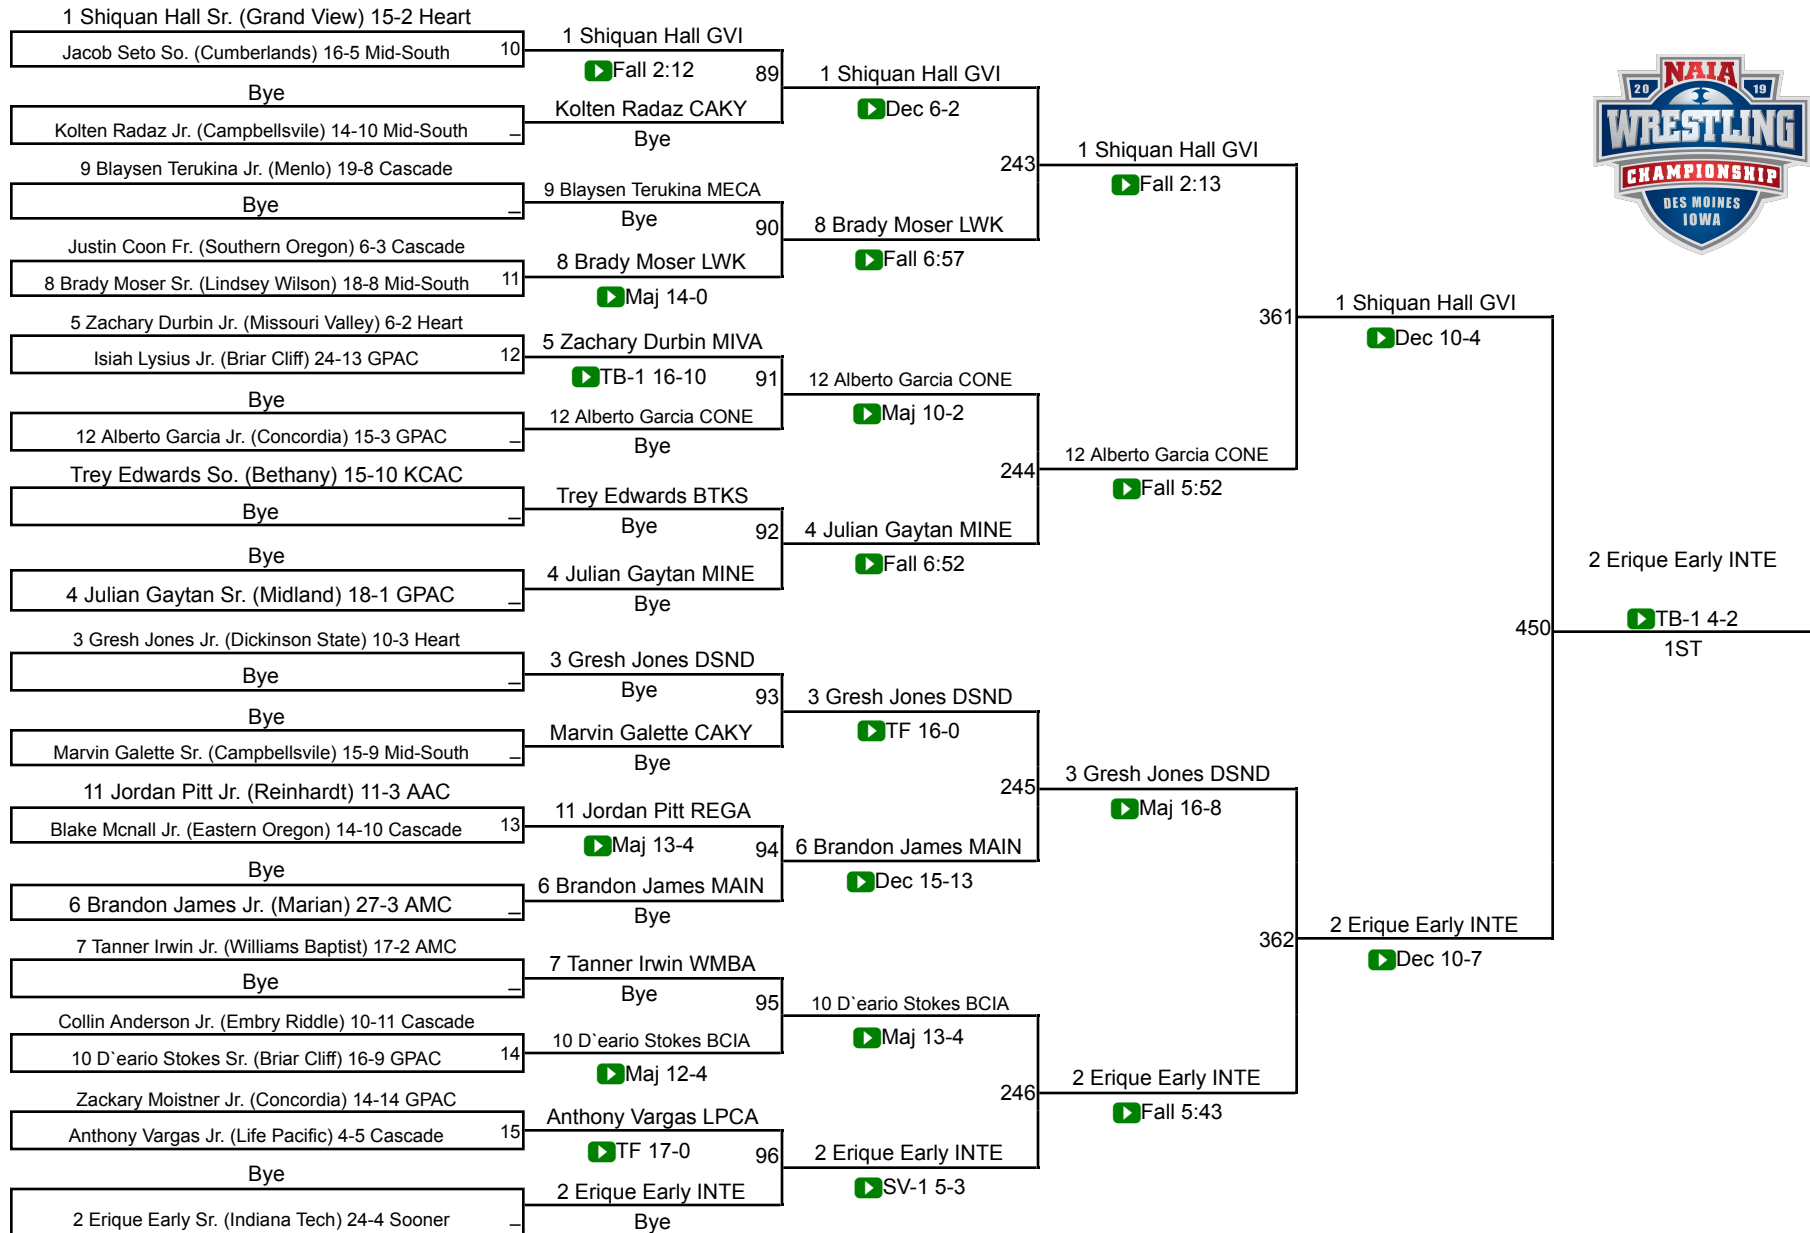 1 Shiquan Hall Sr. (Grand View) 15-2 Heart
Jacob Seto So. (Cumberlands) 16-5 Mid-South
10
Bye
Kolten Radaz Jr. (Campbellsvile) 14-10 Mid-South
_
9 Blaysen Terukina Jr. (Menlo) 19-8 Cascade
Bye
_
Justin Coon Fr. (Southern Oregon) 6-3 Cascade
8 Brady Moser Sr. (Lindsey Wilson) 18-8 Mid-South
11
5 Zachary Durbin Jr. (Missouri Valley) 6-2 Heart
Isiah Lysius Jr. (Briar Cliff) 24-13 GPAC
12
Bye
12 Alberto Garcia Jr. (Concordia) 15-3 GPAC
_
Trey Edwards So. (Bethany) 15-10 KCAC
Bye
_
Bye
4 Julian Gaytan Sr. (Midland) 18-1 GPAC
_
3 Gresh Jones Jr. (Dickinson State) 10-3 Heart
Bye
_
Bye
Marvin Galette Sr. (Campbellsvile) 15-9 Mid-South
_
11 Jordan Pitt Jr. (Reinhardt) 11-3 AAC
Blake Mcnall Jr. (Eastern Oregon) 14-10 Cascade
13
Bye
6 Brandon James Jr. (Marian) 27-3 AMC
_
7 Tanner Irwin Jr. (Williams Baptist) 17-2 AMC
Bye
_
Collin Anderson Jr. (Embry Riddle) 10-11 Cascade
10 D`eario Stokes Sr. (Briar Cliff) 16-9 GPAC
14
Zackary Moistner Jr. (Concordia) 14-14 GPAC
Anthony Vargas Jr. (Life Pacific) 4-5 Cascade
15
Bye
2 Erique Early Sr. (Indiana Tech) 24-4 Sooner
_
1 Shiquan Hall GVI
Fall 2:12
89
Kolten Radaz CAKY
Bye
9 Blaysen Terukina MECA
Bye
90
8 Brady Moser LWK
Maj 14-0
5 Zachary Durbin MIVA
TB-1 16-10
91
12 Alberto Garcia CONE
Bye
Trey Edwards BTKS
Bye
92
4 Julian Gaytan MINE
Bye
3 Gresh Jones DSND
Bye
93
Marvin Galette CAKY
Bye
11 Jordan Pitt REGA
Maj 13-4
94
6 Brandon James MAIN
Bye
7 Tanner Irwin WMBA
Bye
95
10 D`eario Stokes BCIA
Maj 12-4
Anthony Vargas LPCA
TF 17-0
96
2 Erique Early INTE
Bye
1 Shiquan Hall GVI
Dec 6-2
243
8 Brady Moser LWK
Fall 6:57
12 Alberto Garcia CONE
Maj 10-2
244
4 Julian Gaytan MINE
Fall 6:52
3 Gresh Jones DSND
TF 16-0
245
6 Brandon James MAIN
Dec 15-13
10 D`eario Stokes BCIA
Maj 13-4
246
2 Erique Early INTE
SV-1 5-3
1 Shiquan Hall GVI
Fall 2:13
361
12 Alberto Garcia CONE
Fall 5:52
3 Gresh Jones DSND
Maj 16-8
362
2 Erique Early INTE
Fall 5:43
1 Shiquan Hall GVI
Dec 10-4
450
2 Erique Early INTE
Dec 10-7
2 Erique Early INTE
TB-1 4-2
1ST
NAIA
20 19
WRESTLING
CHAMPIONSHIP
DES MOINES
IOWA